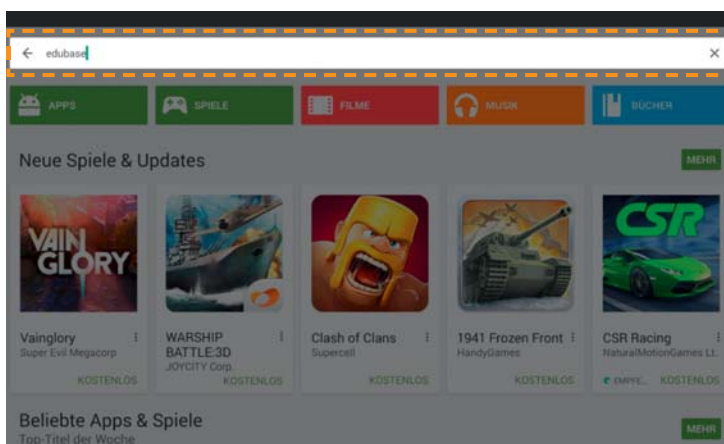 edubase
APPS SPIELE FILME MUSIK BÜCHER
Neue Spiele & Updates MEHR
VAIN
GLORY
CSR
Vainglory WARSHIP Clash of Clans 1941 Frozen Front CSR Racing
Super Evil Megacorp BATTLE:3D Supercell HandyGames NaturalMotionGames Lt.
JOYCITY Corp.
KOSTENLOS KOSTENLOS KOSTENLOS KOSTENLOS EMPFE... KOSTENLOS
Beliebte Apps & Spiele MEHR
Top-Titel der Woche